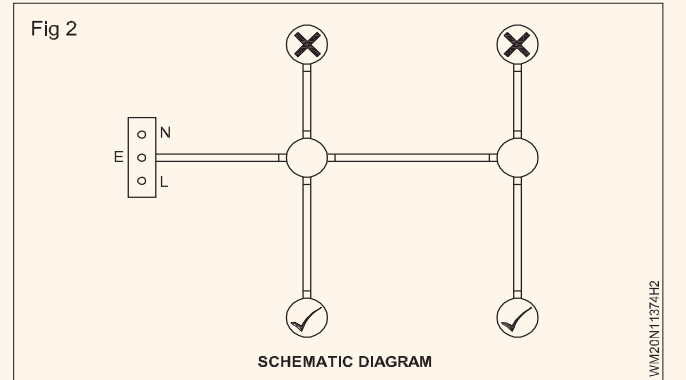 Fig 2
N
E
L
SCHEMATIC DIAGRAM
WM20N11374H2